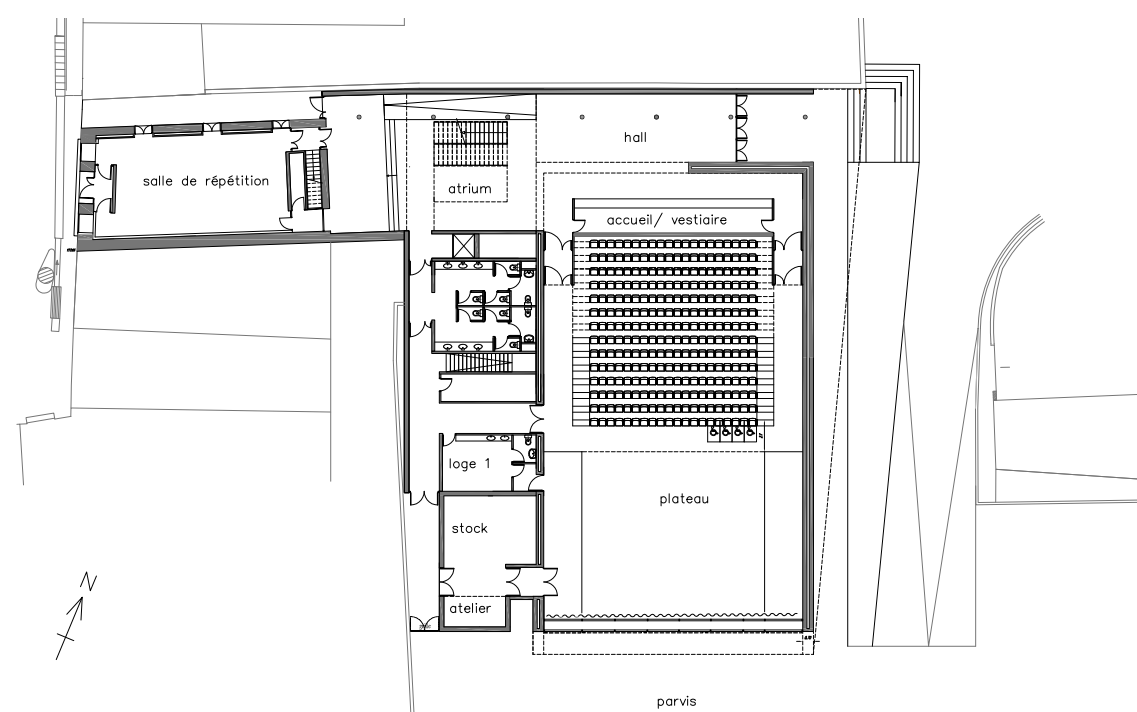 hall
salle de répétition
atrium
accueil/ vestiaire
loge 1
plateau
stock
atelier
N
parvis